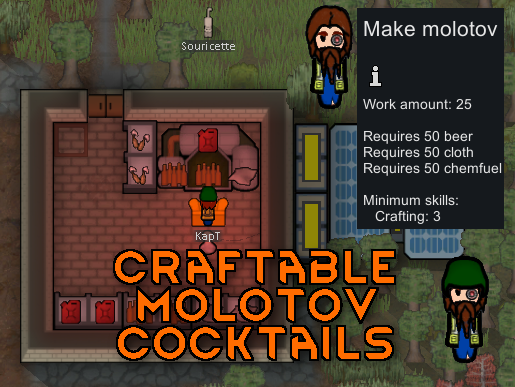 Souricette
Make molotov
i
Work amount: 25
Requires 50 beer
Requires 50 cloth
Requires 50 chemfuel
Minimum skills:
Crafting: 3
KapT
CRAFTABLE
MOLOTOV
COCKTAILS